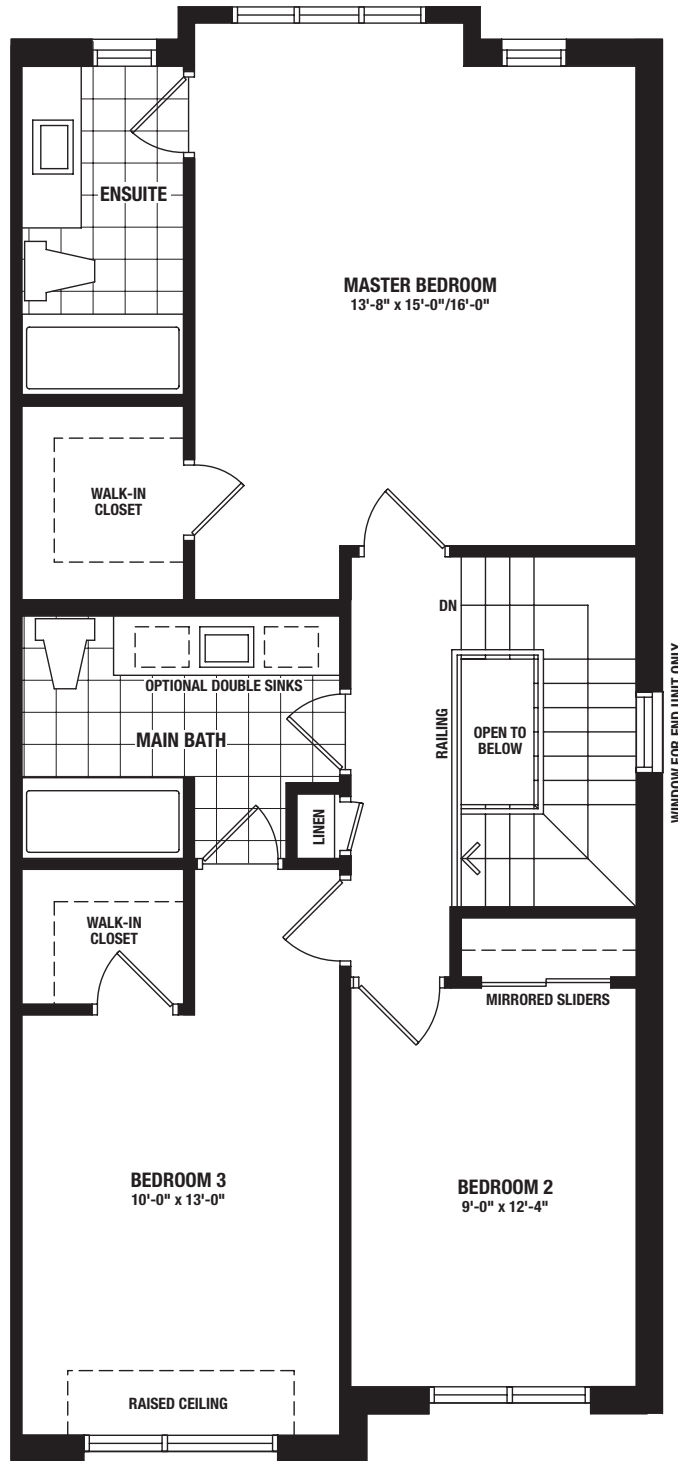 ENSUITE
MASTER BEDROOM
13'-8" x 15'-0"/16'-0"
WALK-IN
CLOSET
DN
OPTIONAL DOUBLE SINKS
MAIN BATH
RAILING
OPEN TO
BELOW
WINDOW FOR END UNIT ONLY
LINEN
WALK-IN
CLOSET
MIRRORED SLIDERS
BEDROOM 3
10'-0" x 13'-0"
BEDROOM 2
9'-0" x 12'-4"
RAISED CEILING